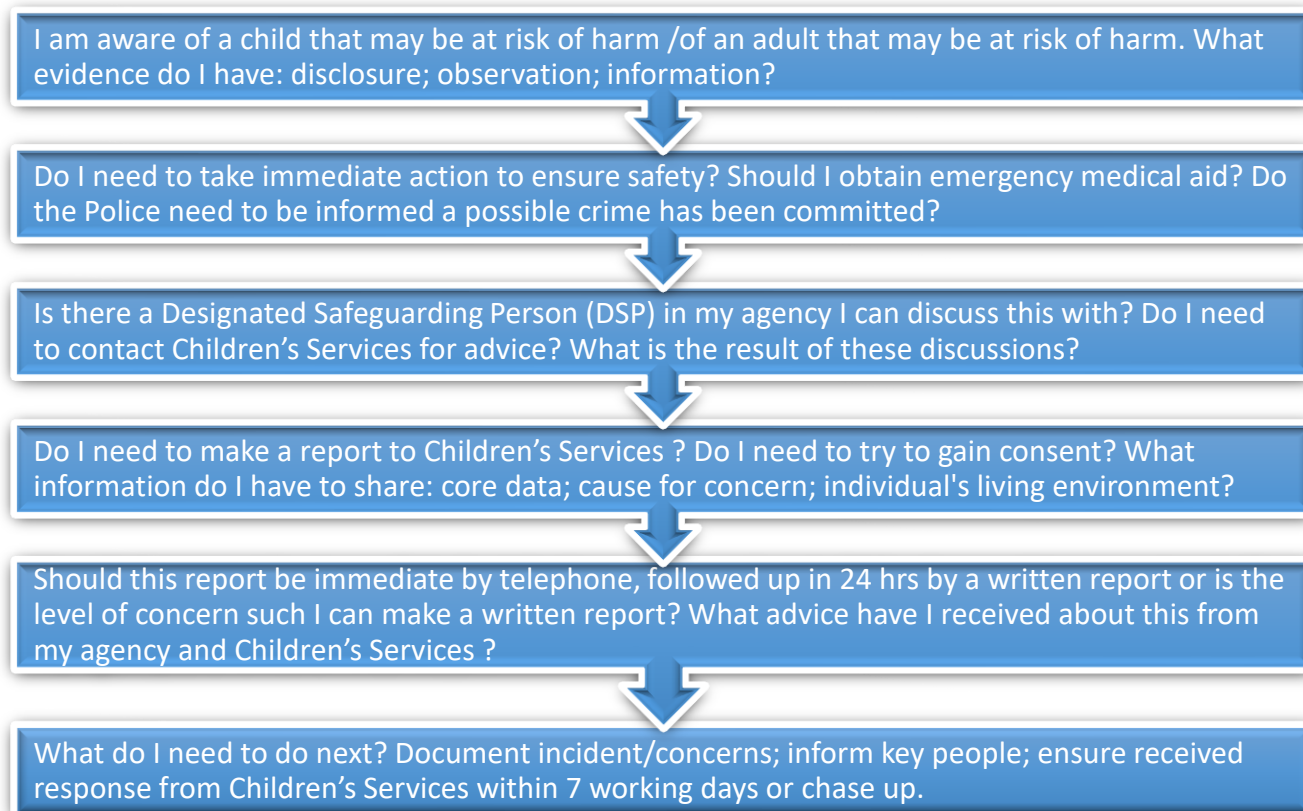 I am aware of a child that may be at risk of harm /of an adult that may be at risk of harm. What
evidence do I have: disclosure; observation; information?
Do I need to take immediate action to ensure safety? Should I obtain emergency medical aid? Do
the Police need to be informed a possible crime has been committed?
Is there a Designated Safeguarding Person (DSP) in my agency I can discuss this with? Do I need
to contact Children’s Services for advice? What is the result of these discussions?
Do I need to make a report to Children’s Services ? Do I need to try to gain consent? What
information do I have to share: core data; cause for concern; individual's living environment?
Should this report be immediate by telephone, followed up in 24 hrs by a written report or is the
level of concern such I can make a written report? What advice have I received about this from
my agency and Children’s Services ?
What do I need to do next? Document incident/concerns; inform key people; ensure received
response from Children’s Services within 7 working days or chase up.